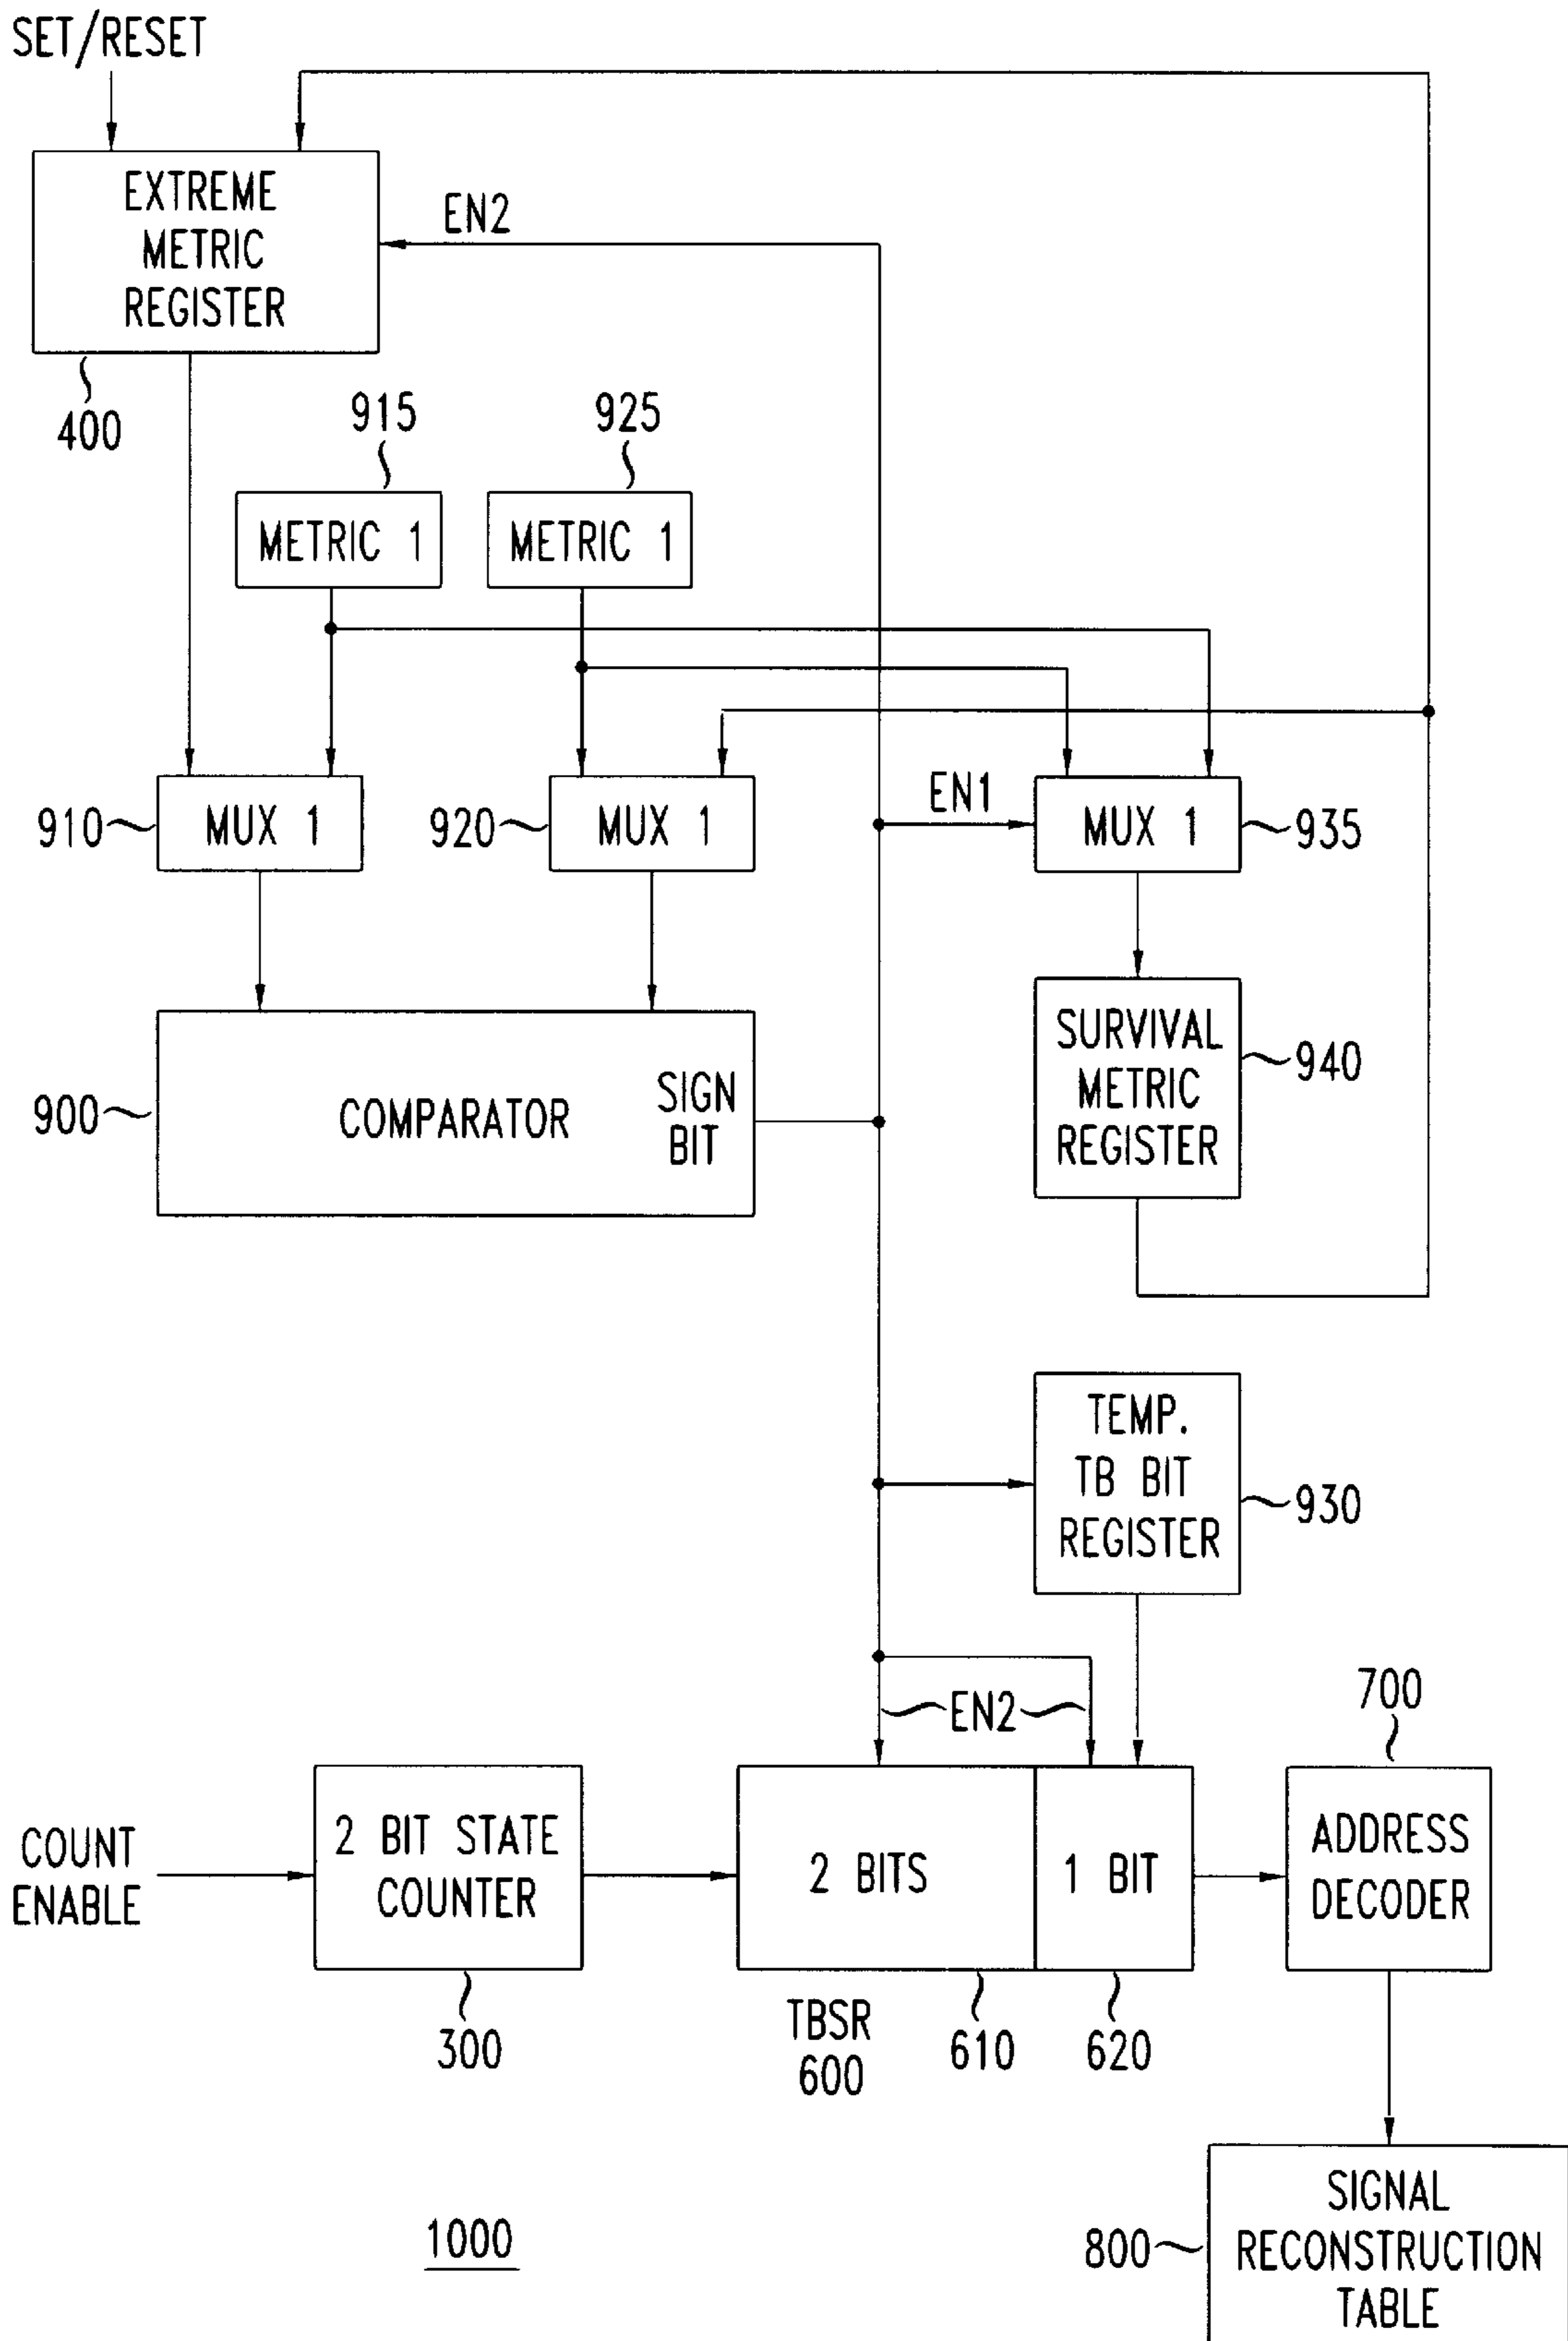 SET/RESET
EXTREME
METRIC
REGISTER
EN2
400
915
925
METRIC 1
METRIC 1
910
MUX 1
920
MUX 1
EN1
MUX 1
935
900
COMPARATOR
SIGN
BIT
SURVIVAL
METRIC
REGISTER
940
TEMP.
TB BIT
REGISTER
930
EN2
700
COUNT
ENABLE
2 BIT STATE
COUNTER
2 BITS
1 BIT
ADDRESS
DECODER
300
TBSR
600
610
620
1000
800
SIGNAL
RECONSTRUCTION
TABLE